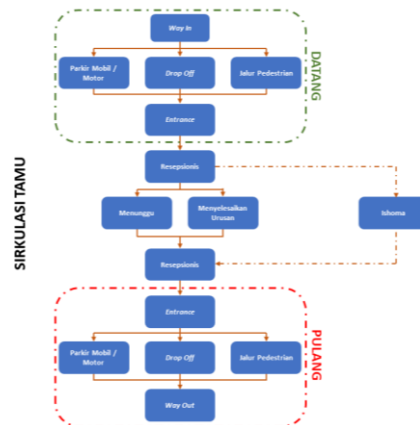 Way In
Parkir Mobil /
Motor
Drop Off
Jalur Pedestrian
Entrance
DATANG
Resepsionis
Menunggu
Menyelesaikan
Urusan
Ishoma
SIRKULASI TAMU
Resepsionis
Entrance
Parkir Mobil /
Motor
Drop Off
Jalur Pedestrian
Way Out
PULANG